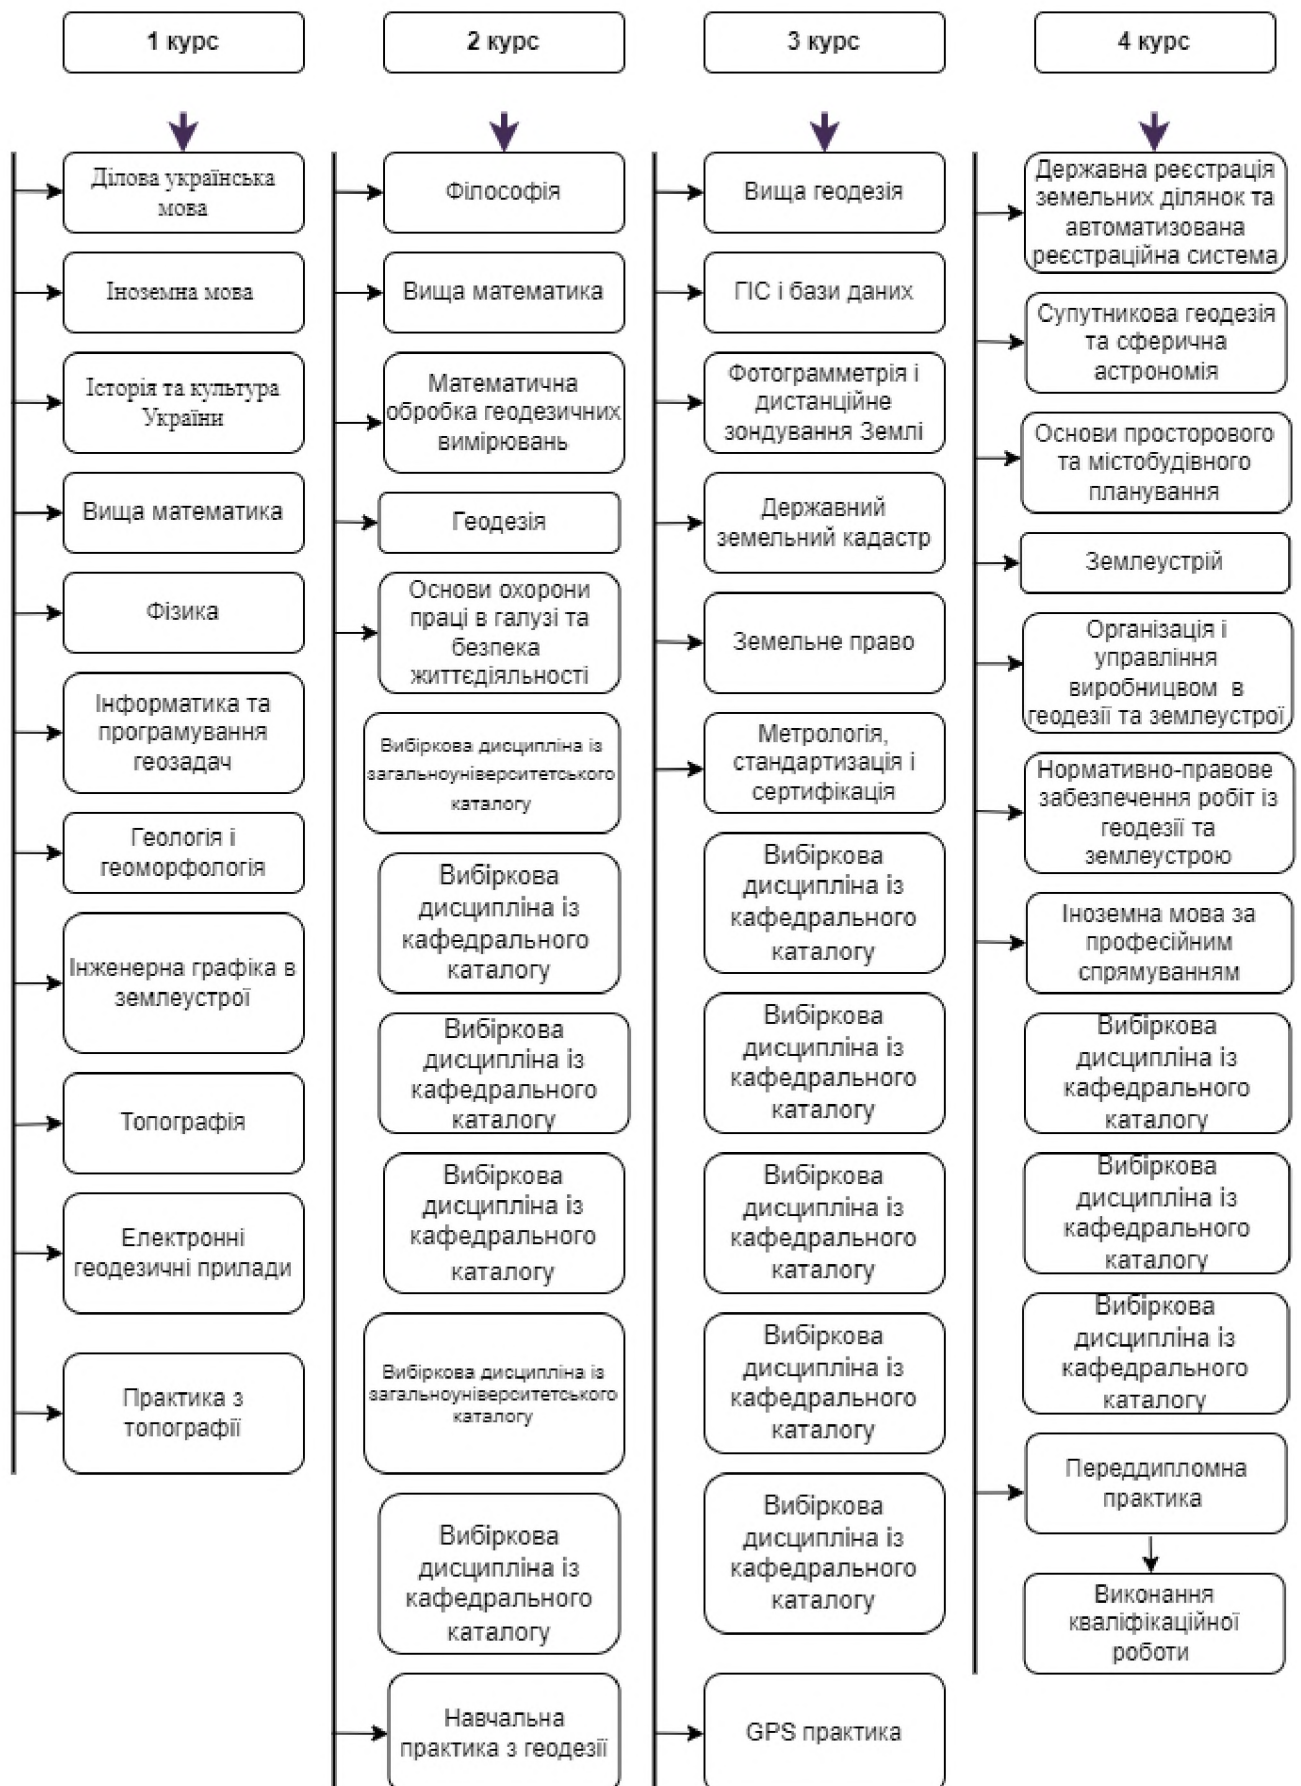 1 курс
2 курс
3 курс
4 курс
Ділова українська
мова
Іноземна мова
Історія та культура
України
Вища математика
Фізика
Інформатика та
програмування
геозадач
Геологія і
геоморфологія
Інженерна графіка в
землеустрої
Топографія
Електронні
геодезичні прилади
Практика з
топографії
Філософія
Вища математика
Математична
обробка геодезичних
вимірювань
Геодезія
Основи охорони
праці в галузі та
безпека
життєдіяльності
Вибіркова дисципліна із
загальноуніверситетського
каталогу
Вибіркова
дисципліна із
кафедрального
каталогу
Вибіркова
дисципліна із
кафедрального
каталогу
Вибіркова
дисципліна із
кафедрального
каталогу
Вибіркова дисципліна із
загальноуніверситетського
каталогу
Вибіркова
дисципліна із
кафедрального
каталогу
Навчальна
практика з геодезії
Вища геодезія
ГІС і бази даних
Фотограмметрія і
дистанційне
зондування Землі
Державний
земельний кадастр
Земельне право
Метрологія,
стандартизація і
сертифікація
Вибіркова
дисципліна із
кафедрального
каталогу
Вибіркова
дисципліна із
кафедрального
каталогу
Вибіркова
дисципліна із
кафедрального
каталогу
Вибіркова
дисципліна із
кафедрального
каталогу
Вибіркова
дисципліна із
кафедрального
каталогу
GPS практика
Державна реєстрація
земельних ділянок та
автоматизована
реєстраційна система
Супутникова геодезія
та сферична
астрономія
Основи просторового
та містобудівного
планування
Землеустрій
Організація і
управління
виробництвом в
геодезії та землеустрої
Нормативно-правове
забезпечення робіт із
геодезії та
землеустрою
Іноземна мова за
професійним
спрямуванням
Вибіркова
дисципліна із
кафедрального
каталогу
Вибіркова
дисципліна із
кафедрального
каталогу
Вибіркова
дисципліна із
кафедрального
каталогу
Переддипломна
практика
Виконання
кваліфікаційної
роботи